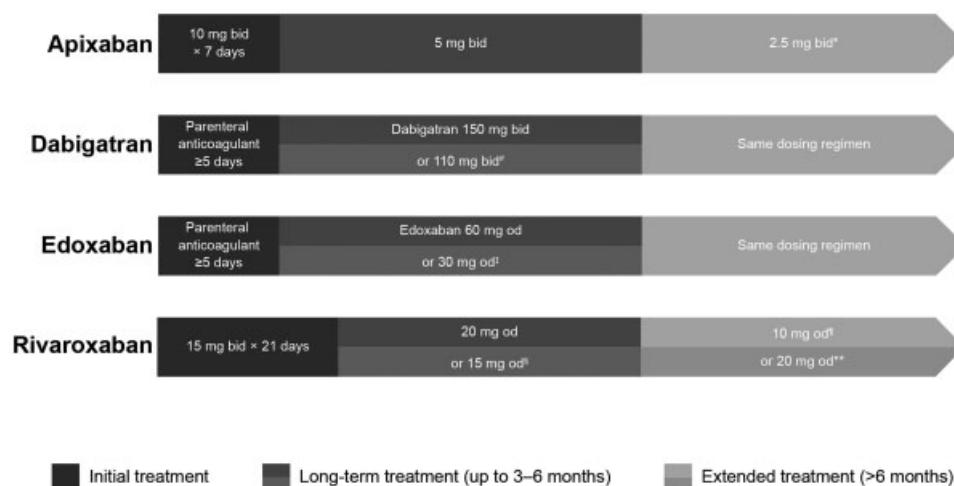 Apixaban
10 mg bid
× 7 days
5 mg bid
2.5 mg bid*
Dabigatran
Parenteral
anticoagulant
≥5 days
Dabigatran 150 mg bid
or 110 mg bid#
Same dosing regimen
Edoxaban
Parenteral
anticoagulant
≥5 days
Edoxaban 60 mg od
or 30 mg od‡
Same dosing regimen
Rivaroxaban
15 mg bid × 21 days
20 mg od
or 15 mg od§
10 mg od¶
or 20 mg od**
Initial treatment
Long-term treatment (up to 3–6 months)
Extended treatment (>6 months)